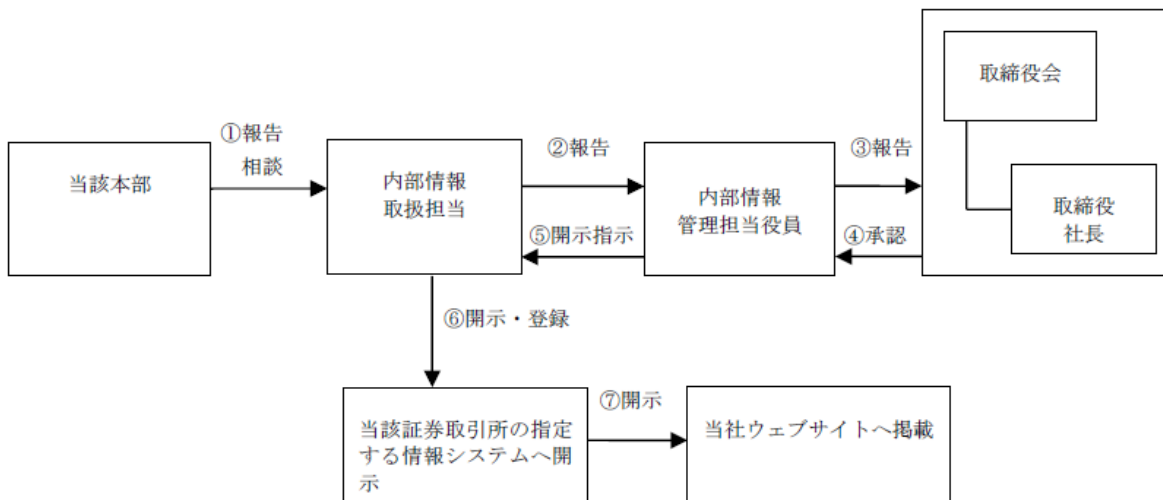 取締役会
①報告
相談
②報告
③報告
当該本部
内部情報
取扱担当
内部情報
管理担当役員
取締役
社長
⑤開示指示
④承認
⑥開示・登録
⑦開示
当該証券取引所の指定
する情報システムへ開
示
当社ウェブサイトへ掲載